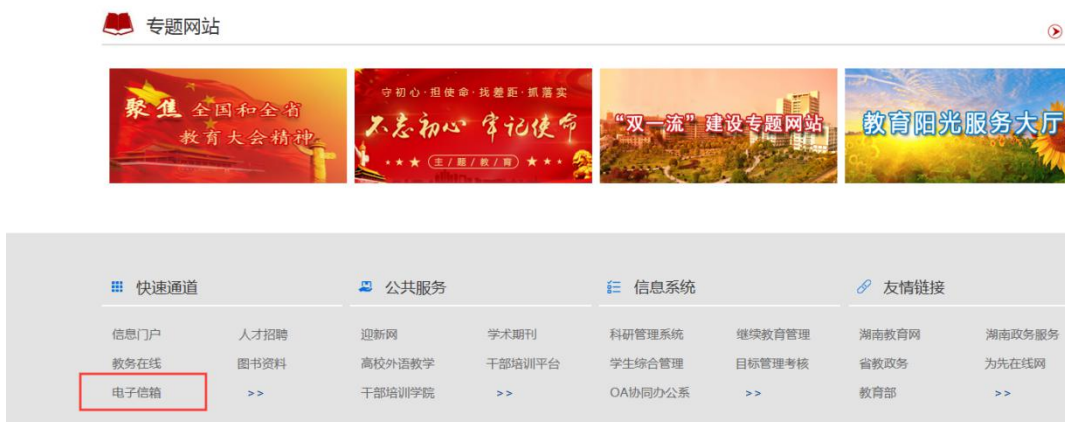 专题网站
聚焦 全国和全省
教育大会精神
守初心·担使命·找差距·抓落实
不忘初心 牢记使命
主/题/教/育
“双一流”建设专题网站
教育阳光服务大厅
快速通道
信息门户 人才招聘
教务在线 图书资料
电子信箱 >>
公共服务
迎新网 学术期刊
高校外语教学 干部培训平台
干部培训学院 >>
信息系统
科研管理系统 继续教育管理
学生综合管理 目标管理考核
OA协同办公系 >>
友情链接
湖南教育网 湖南政务服务
省教政务 为先在线网
教育部 >>